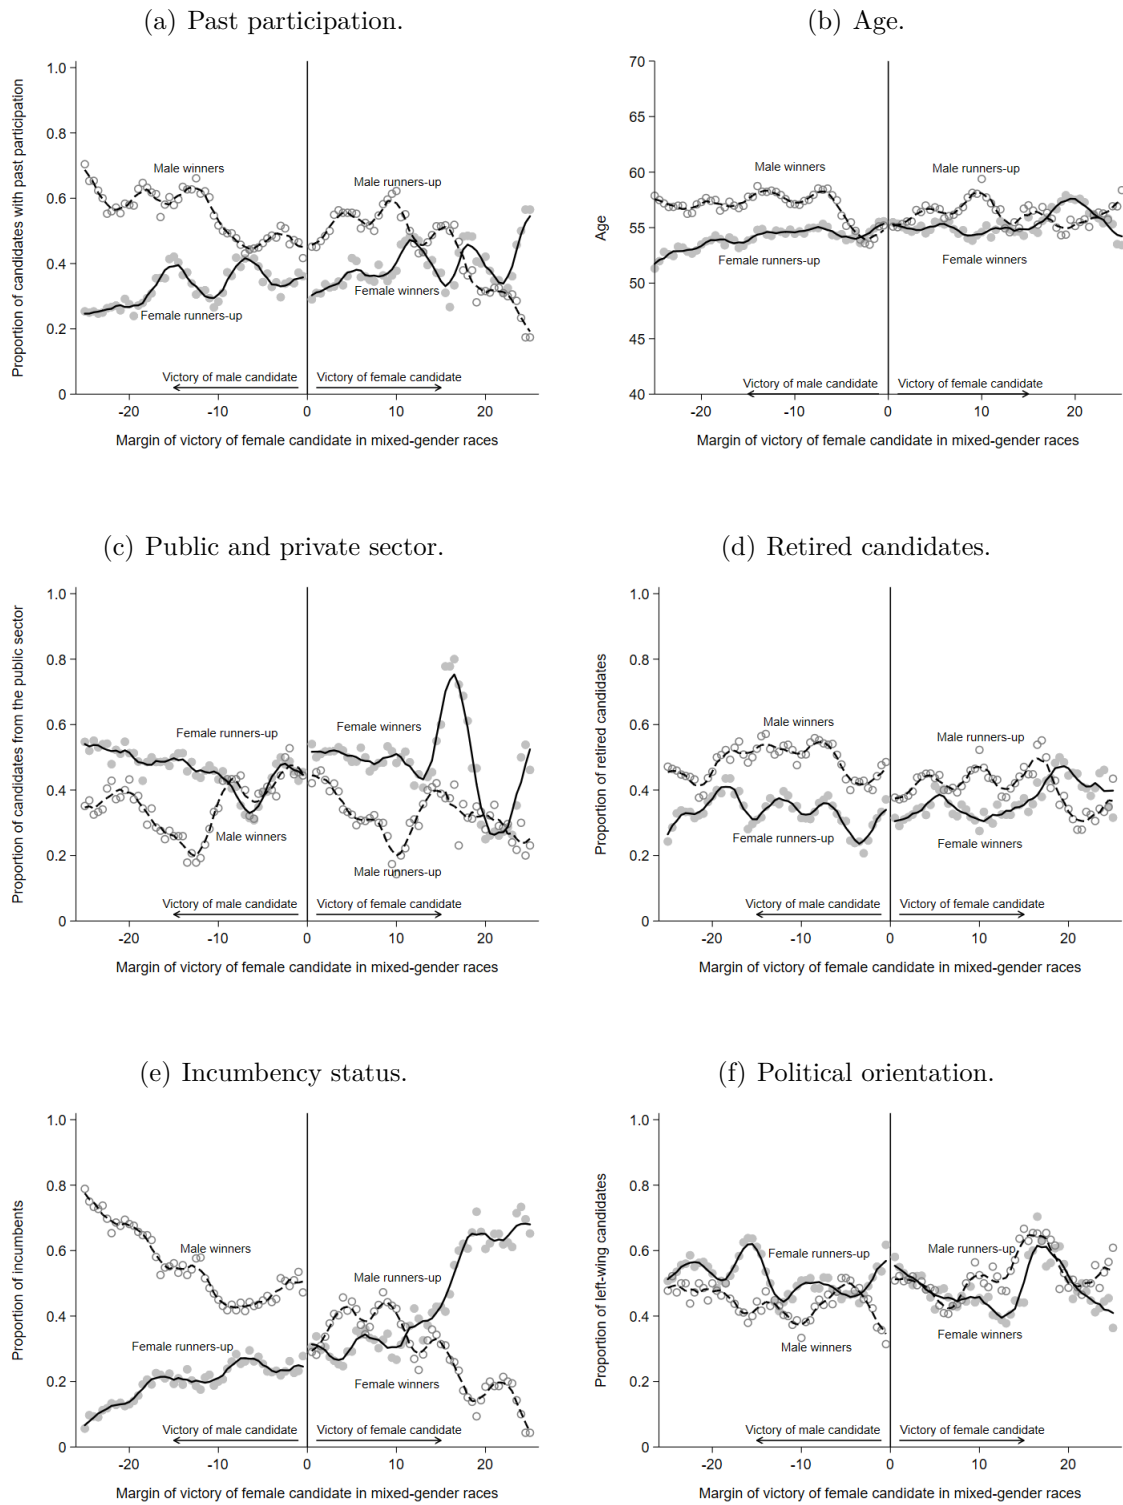 (a) Past participation.
Proportion of candidates with past participation
1.0
0.8
0.6
0.4
0.2
0
Male winners
Male runners-up
Female winners
Female runners-up
Victory of male candidate
Victory of female candidate
-20
-10
0
10
20
Margin of victory of female candidate in mixed-gender races
(b) Age.
Age
70
65
60
55
50
45
40
Male winners
Male runners-up
Female runners-up
Female winners
Victory of male candidate
Victory of female candidate
-20
-10
0
10
20
Margin of victory of female candidate in mixed-gender races
(c) Public and private sector.
Proportion of candidates from the public sector
1.0
0.8
0.6
0.4
0.2
0
Female runners-up
Female winners
Male winners
Male runners-up
Victory of male candidate
Victory of female candidate
-20
-10
0
10
20
Margin of victory of female candidate in mixed-gender races
(d) Retired candidates.
Proportion of retired candidates
1.0
0.8
0.6
0.4
0.2
0
Male winners
Male runners-up
Female runners-up
Female winners
Victory of male candidate
Victory of female candidate
-20
-10
0
10
20
Margin of victory of female candidate in mixed-gender races
(e) Incumbency status.
Proportion of incumbents
1.0
0.8
0.6
0.4
0.2
0
Male winners
Male runners-up
Female runners-up
Female winners
Victory of male candidate
Victory of female candidate
-20
-10
0
10
20
Margin of victory of female candidate in mixed-gender races
(f) Political orientation.
Proportion of left-wing candidates
1.0
0.8
0.6
0.4
0.2
0
Female runners-up
Male runners-up
Male winners
Female winners
Victory of male candidate
Victory of female candidate
-20
-10
0
10
20
Margin of victory of female candidate in mixed-gender races